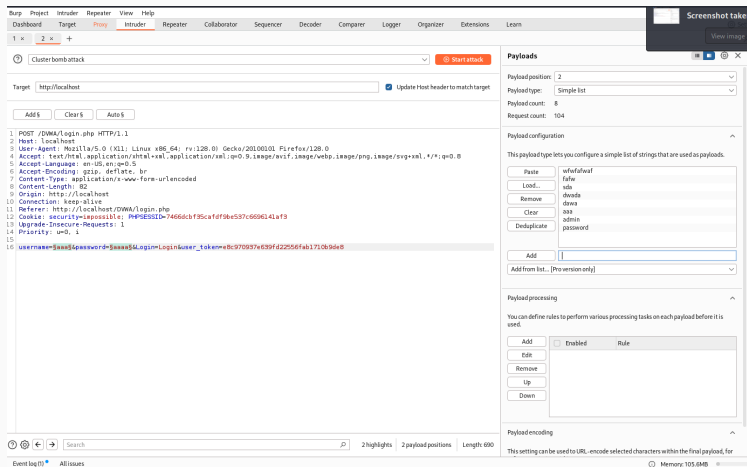 Burp Project Intruder Repeater View Help
Screenshot take
View image
Dashboard Target Proxy Intruder Repeater Collaborator Sequencer Decoder Comparer Logger Organizer Extensions Learn
1 × 2 × +
Cluster bomb attack
Start attack
Target http://localhost
Update Host header to match target
Add § Clear § Auto §
1 POST /DVWA/login.php HTTP/1.1
2 Host: localhost
3 User-Agent: Mozilla/5.0 (X11; Linux x86_64; rv:128.0) Gecko/20100101 Firefox/128.0
4 Accept: text/html,application/xhtml+xml,application/xml;q=0.9,image/avif,image/webp,image/png,image/svg+xml,*/*;q=0.8
5 Accept-Language: en-US,en;q=0.5
6 Accept-Encoding: gzip, deflate, br
7 Content-Type: application/x-www-form-urlencoded
8 Content-Length: 82
9 Origin: http://localhost
10 Connection: keep-alive
11 Referer: http://localhost/DVWA/login.php
12 Cookie: security=impossible; PHPSESSID=7466dcbf35cafdf9be537c6696141af3
13 Upgrade-Insecure-Requests: 1
14 Priority: u=0, i
15
16 username=§aaa§&password=§aaaa§&Login=Login&user_token=e8c970937e639fd22556fab1710b9de8
Search
2 highlights 2 payload positions Length: 690
Event log (1) All issues
Payloads
Payload position: 2
Payload type: Simple list
Payload count: 8
Request count: 104
Payload configuration
This payload type lets you configure a simple list of strings that are used as payloads.
Paste
Load...
Remove
Clear
Deduplicate
wfwfafwaf
fafw
sda
dwada
dawa
aaa
admin
password
Add
Add from list... [Pro version only]
Payload processing
You can define rules to perform various processing tasks on each payload before it is
used.
Add
Edit
Remove
Up
Down
Enabled Rule
Payload encoding
This setting can be used to URL-encode selected characters within the final payload, for
Memory: 105.6MB